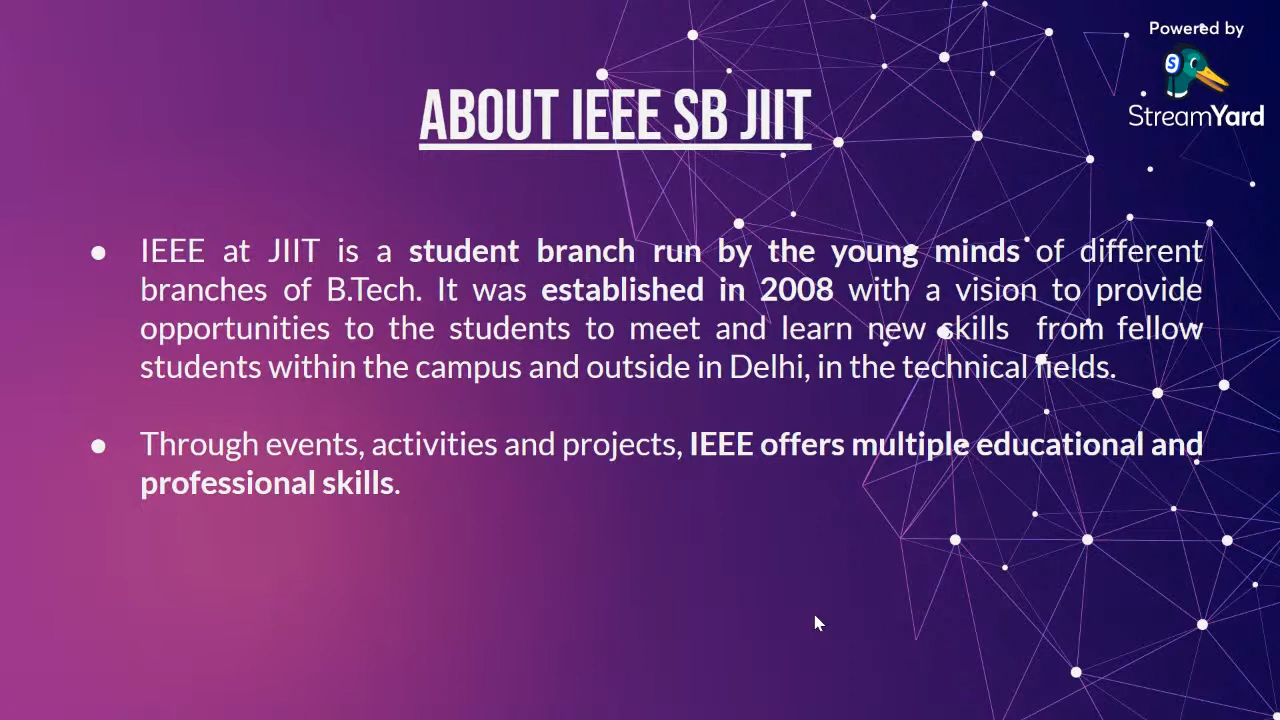 Powered by
StreamYard
ABOUT IEEE SB JIIT
● IEEE at JIIT is a student branch run by the young minds of different
branches of B.Tech. It was established in 2008 with a vision to provide
opportunities to the students to meet and learn new skills from fellow
students within the campus and outside in Delhi, in the technical fields.
● Through events, activities and projects, IEEE offers multiple educational and
professional skills.